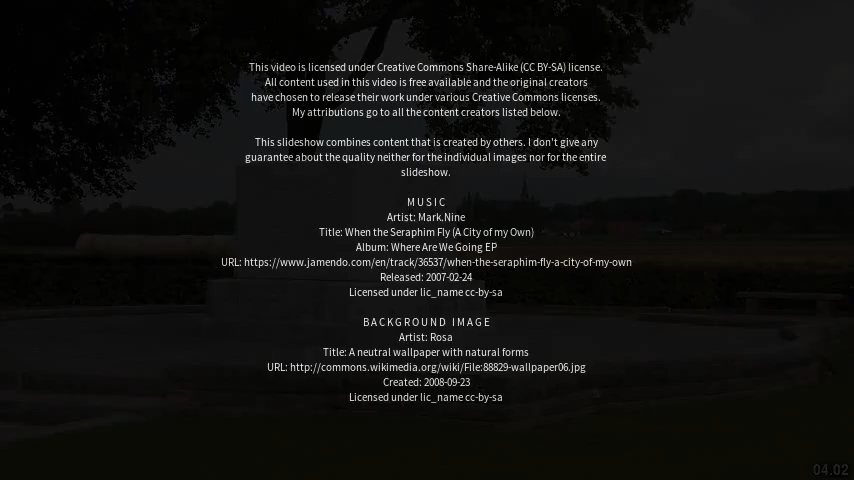 This video is licensed under Creative Commons Share-Alike (CC BY-SA) license.
All content used in this video is free available and the original creators
have chosen to release their work under various Creative Commons licenses.
My attributions go to all the content creators listed below.
This slideshow combines content that is created by others. I don't give any
guarantee about the quality neither for the individual images nor for the entire
slideshow.
MUSIC
Artist: Mark.Nine
Title: When the Seraphim Fly (A City of my Own)
Album: Where Are We Going EP
URL: https://www.jamendo.com/en/track/36537/when-the-seraphim-fly-a-city-of-my-own
Released: 2007-02-24
Licensed under lic_name cc-by-sa
BACKGROUND IMAGE
Artist: Rosa
Title: A neutral wallpaper with natural forms
URL: http://commons.wikimedia.org/wiki/File:88829-wallpaper06.jpg
Created: 2008-09-23
Licensed under lic_name cc-by-sa
04.02